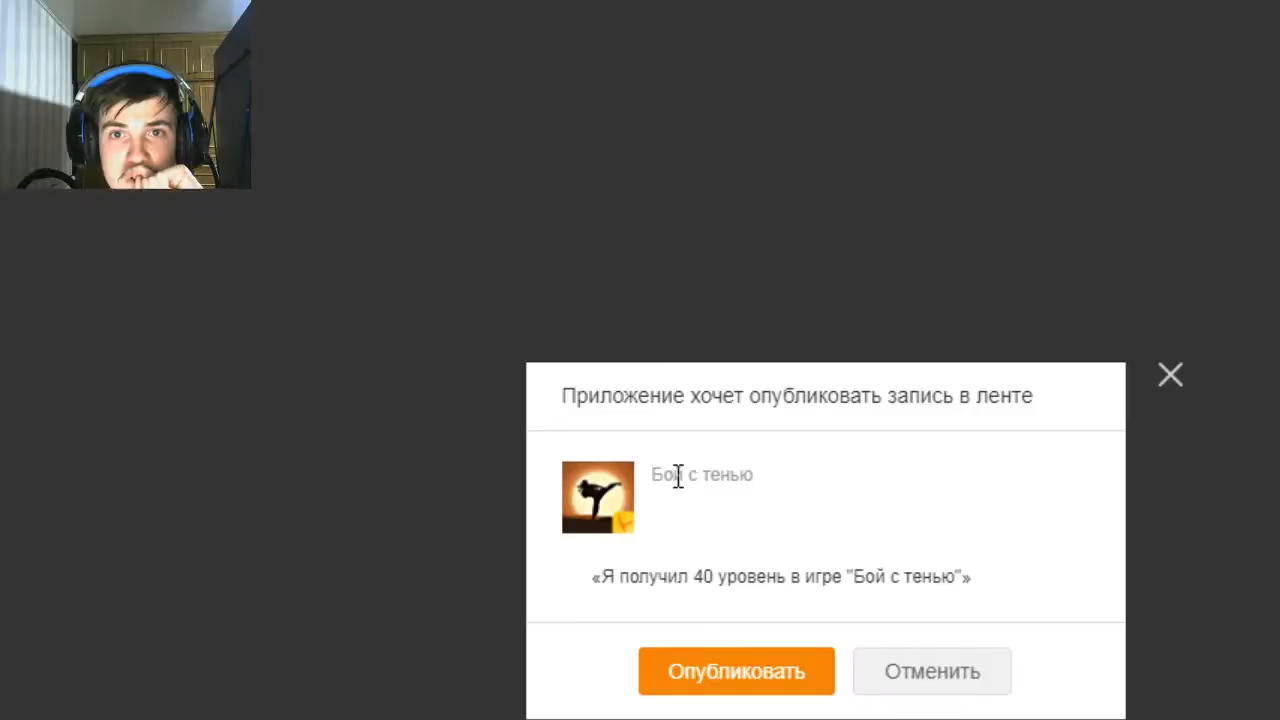 Приложение хочет опубликовать запись в ленте
Бой с тенью
«Я получил 40 уровень в игре "Бой с тенью"»
Опубликовать
Отменить